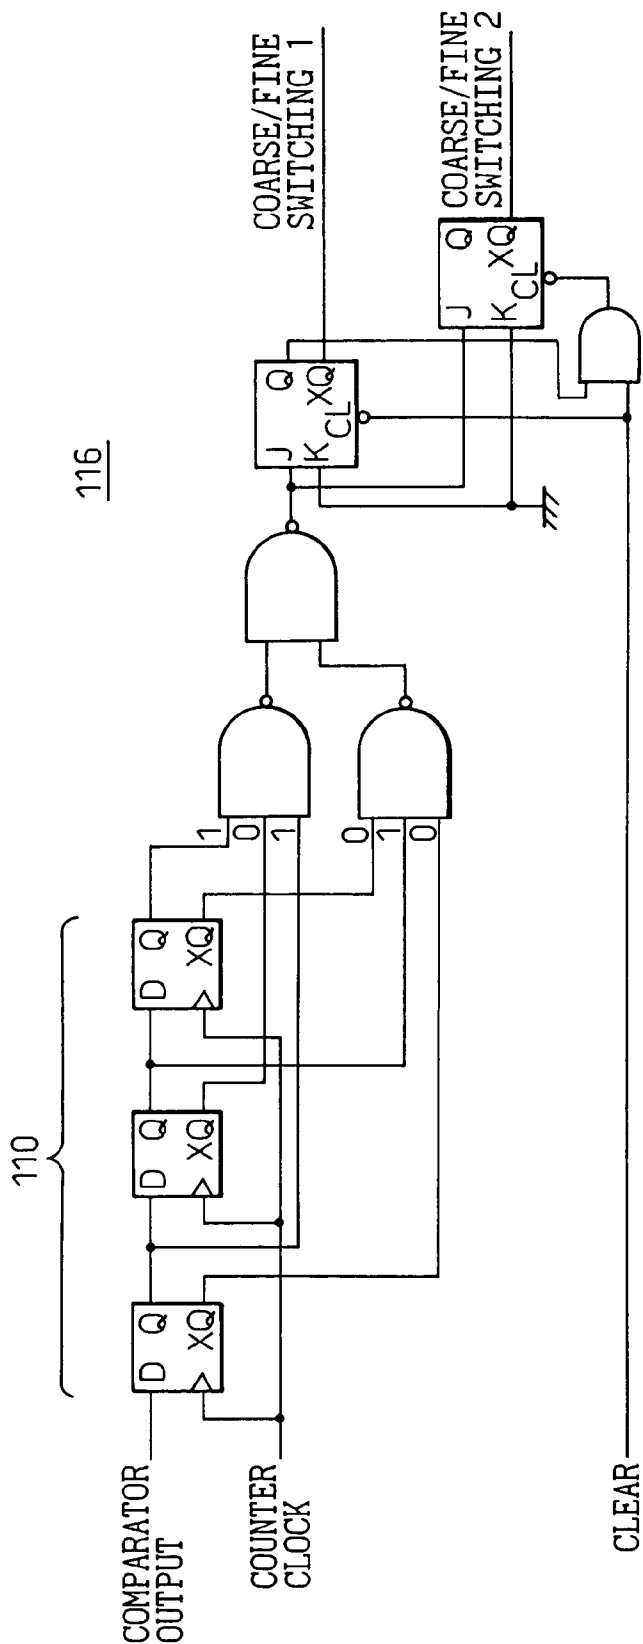 116
110
COMPARATOR
OUTPUT
COUNTER
CLOCK
CLEAR
D Q
XQ
D Q
XQ
D Q
XQ
1
0
1
0
1
0
J Q
K XQ
CL
J Q
K XQ
CL
COARSE/FINE
SWITCHING 1
COARSE/FINE
SWITCHING 2